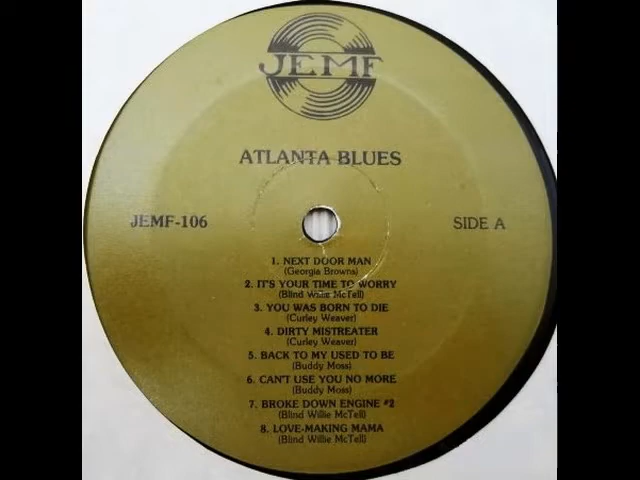 JEMF
ATLANTA BLUES
JEMF-106
SIDE A
1. NEXT DOOR MAN
(Georgia Browns)
2. IT'S YOUR TIME TO WORRY
(Blind Willie McTell)
3. YOU WAS BORN TO DIE
(Curley Weaver)
4. DIRTY MISTREATER
(Curley Weaver)
5. BACK TO MY USED TO BE
(Buddy Moss)
6. CAN'T USE YOU NO MORE
(Buddy Moss)
7. BROKE DOWN ENGINE #2
(Blind Willie McTell)
8. LOVE-MAKING MAMA
(Blind Willie McTell)